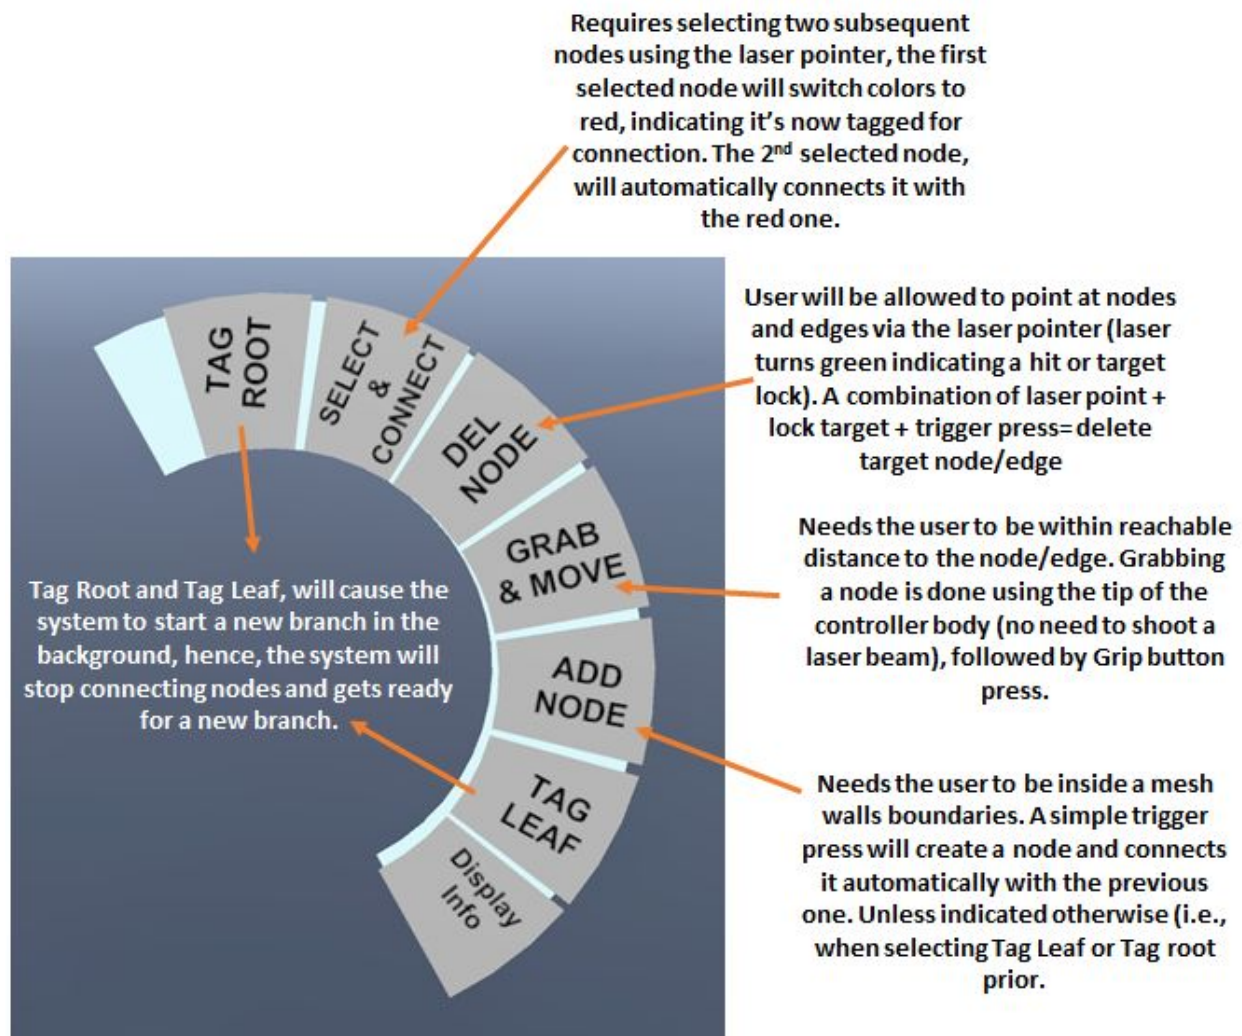 Requires selecting two subsequent
nodes using the laser pointer, the first
selected node will switch colors to
red, indicating it's now tagged for
connection. The 2nd selected node,
will automatically connects it with
the red one.
TAG
ROOT
SELECT
&
CONNECT
DEL
NODE
GRAB
& MOVE
ADD
NODE
TAG
LEAF
Display
Info
User will be allowed to point at nodes
and edges via the laser pointer (laser
turns green indicating a hit or target
lock). A combination of laser point +
lock target + trigger press= delete
target node/edge
Needs the user to be within reachable
distance to the node/edge. Grabbing
a node is done using the tip of the
controller body (no need to shoot a
laser beam), followed by Grip button
press.
Tag Root and Tag Leaf, will cause the
system to start a new branch in the
background, hence, the system will
stop connecting nodes and gets ready
for a new branch.
Needs the user to be inside a mesh
walls boundaries. A simple trigger
press will create a node and connects
it automatically with the previous
one. Unless indicated otherwise (i.e.,
when selecting Tag Leaf or Tag root
prior.